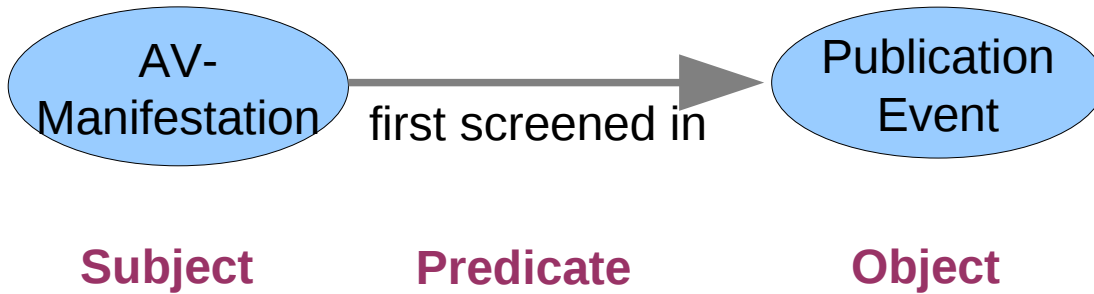 AV-
Manifestation
first screened in
Publication
Event
Subject
Predicate
Object